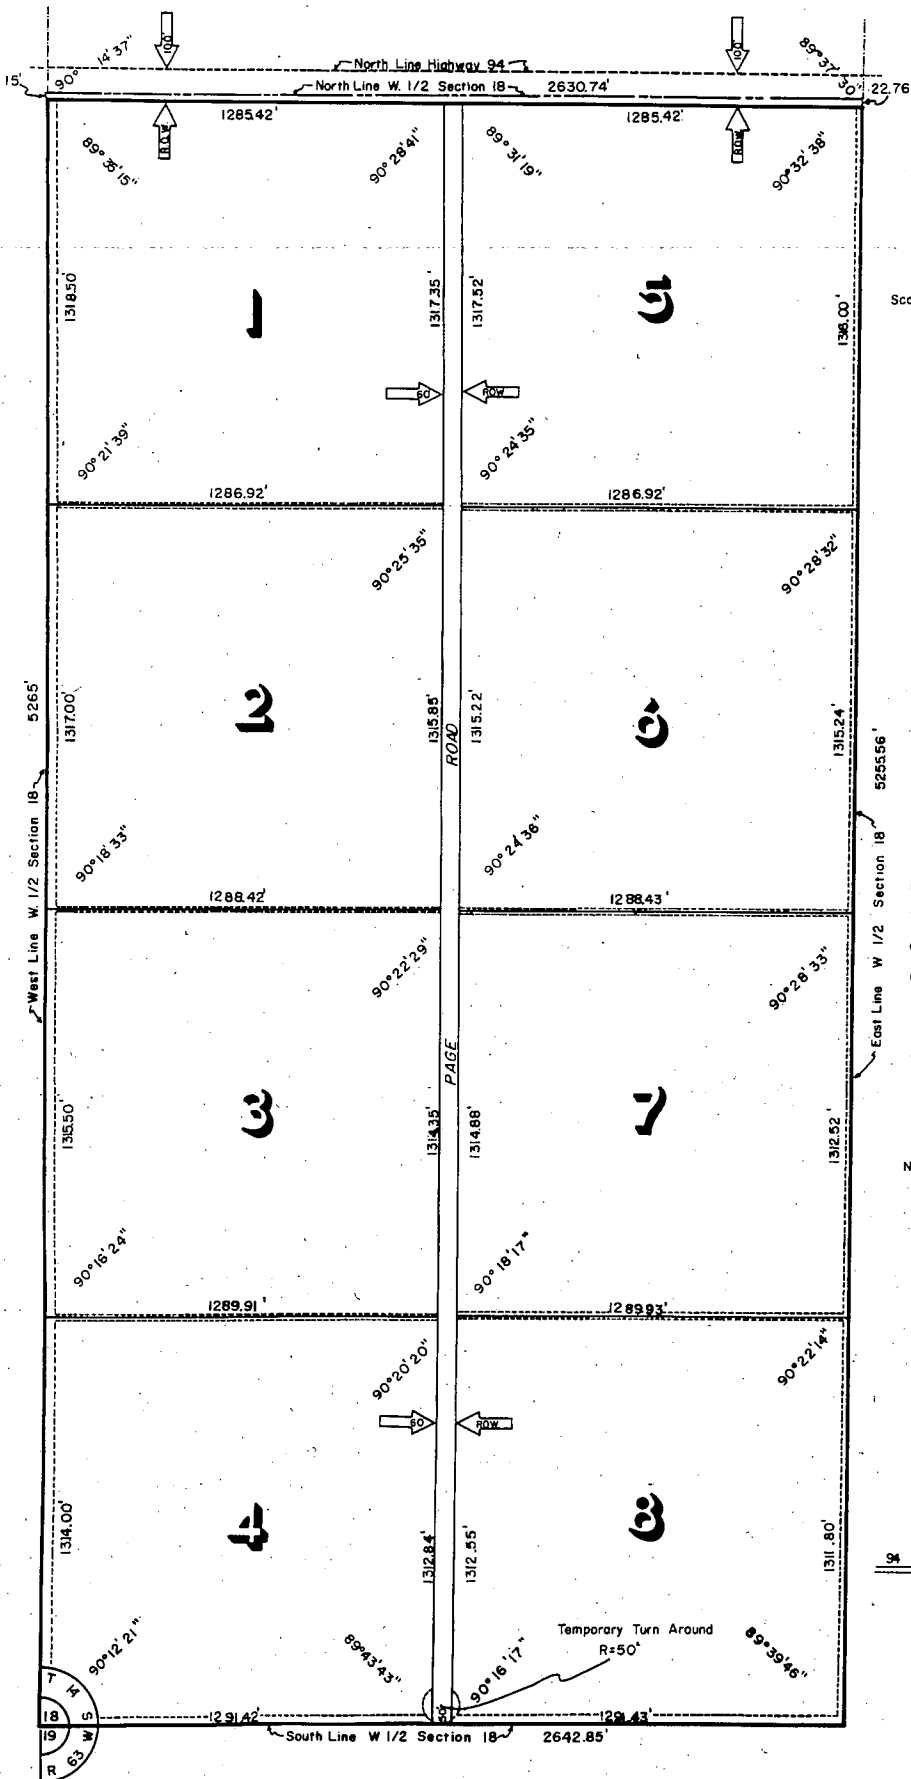 100'
100'
90° 14' 37"
North Line Highway 94
89° 37' 30"
15'
North Line W. 1/2 Section 18
2630.74'
22.76
1285.42'
1285.42'
R.O.W
ROW
89° 35' 15"
90° 28' 41"
89° 31' 19"
90° 32' 38"
1318.50'
1
1317.35'
1317.52'
5
1316.00'
60'
ROW
90° 21' 39"
90° 24' 35"
1286.92'
1286.92'
90° 25' 35"
90° 28' 32"
5265'
West Line W. 1/2 Section 18
1317.00'
2
1315.85'
ROAD
1315.22'
6
1315.24'
5255.56'
East Line W 1/2 Section 18
90° 18' 33"
90° 24' 36"
1288.42'
1288.43'
90° 22' 29"
90° 28' 33"
1315.50'
3
1314.35'
PAGE
1314.88'
7
1312.52'
N
90° 16' 24"
90° 18' 17"
1289.91'
1289.93'
90° 20' 20"
90° 22' 14"
60'
ROW
1314.00'
4
1312.84'
1312.55'
8
1311.80'
94
90° 12' 21"
89° 43' 43"
90° 16' 17"
Temporary Turn Around
R=50'
89° 39' 46"
T 14 S
18
19
R 63 W
1291.42'
1291.43'
South Line W 1/2 Section 18
2642.85'